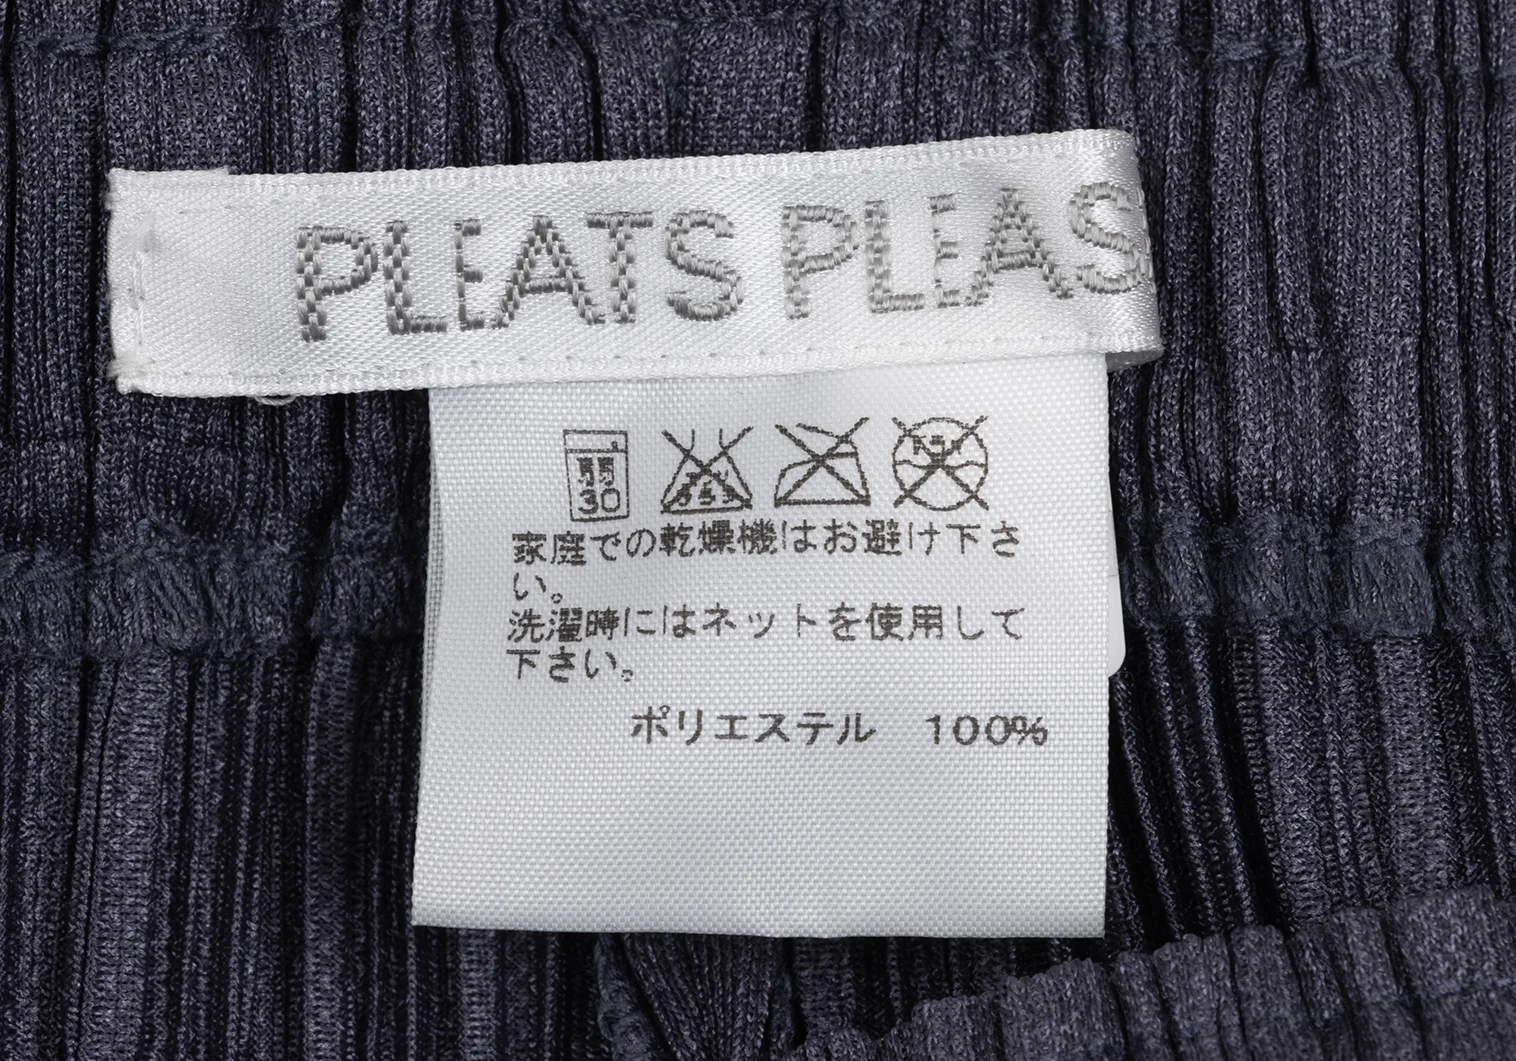 PLEATS PLEAS
弱
30
家庭での乾燥機はお避け下さ
い。
洗濯時にはネットを使用して
下さい。
ポリエステル 100%